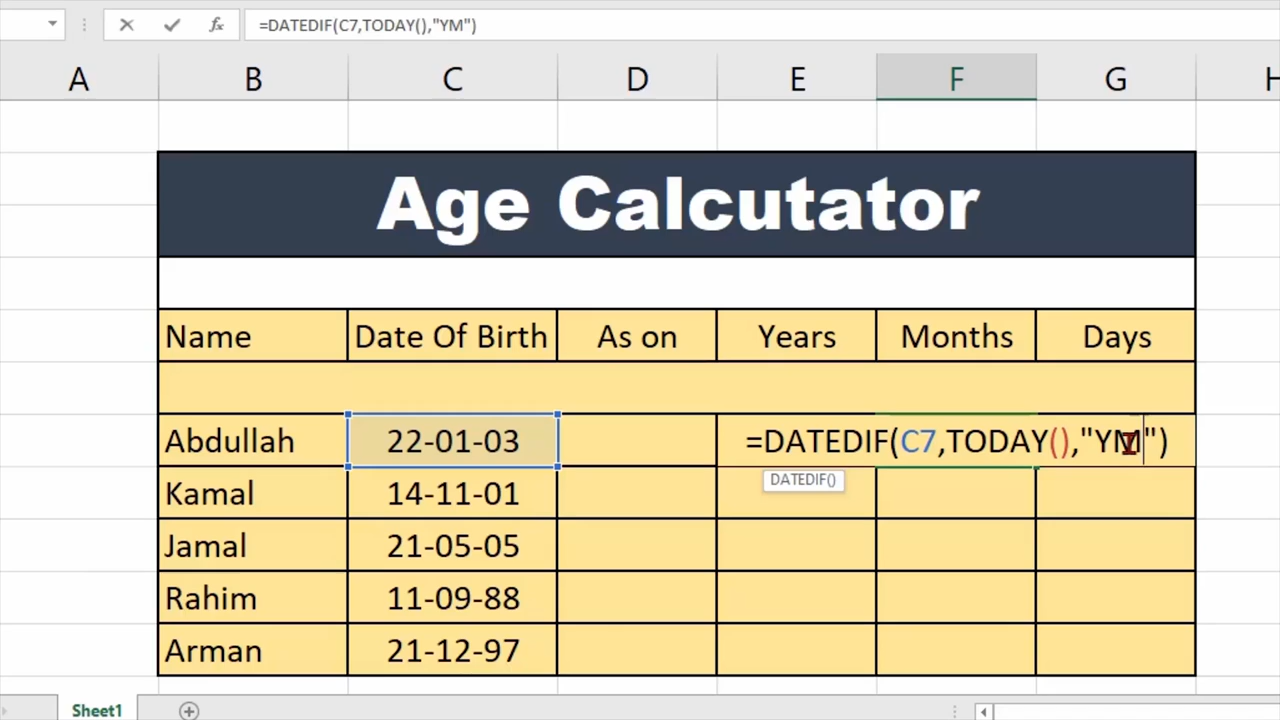 fx =DATEDIF(C7,TODAY(),"YM")
A B C D E F G H
Age Calcutator
Name Date Of Birth As on Years Months Days
Abdullah 22-01-03 =DATEDIF(C7,TODAY(),"YM")
DATEDIF()
Kamal 14-11-01
Jamal 21-05-05
Rahim 11-09-88
Arman 21-12-97
Sheet1